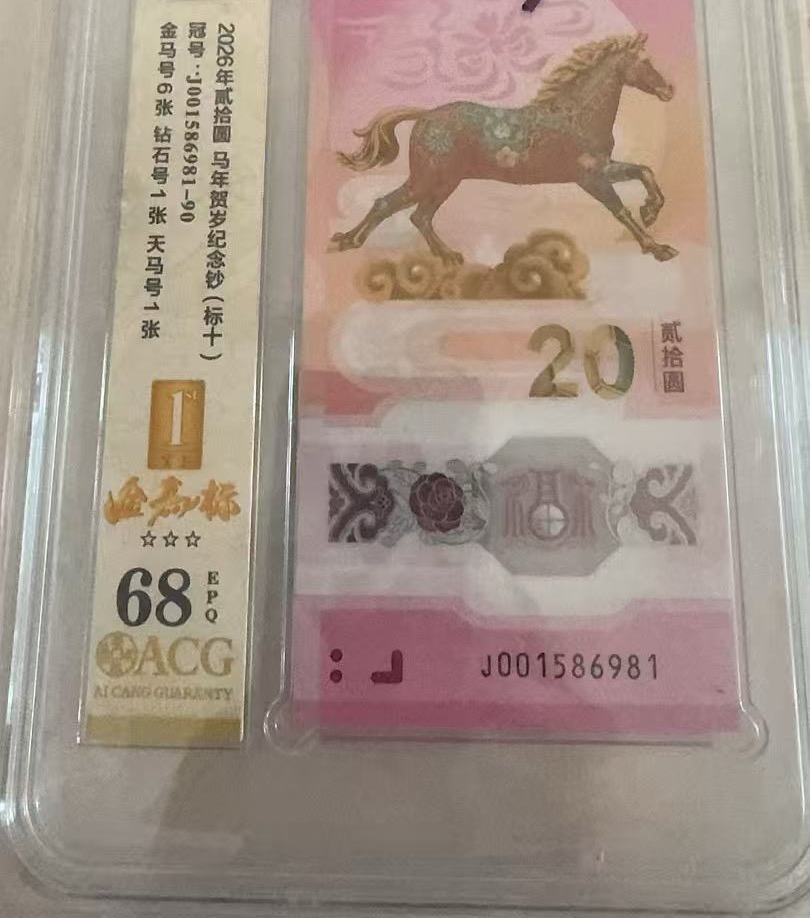 2026年贰拾圆 马年贺岁纪念钞（标十）
冠号：J001586981-90
金马号6张 钻石号1张 天马号1张
1ST
金嘉标
☆☆☆
68
EPQ
ACG
AI CANG GUARANTY
20
贰拾圆
J001586981